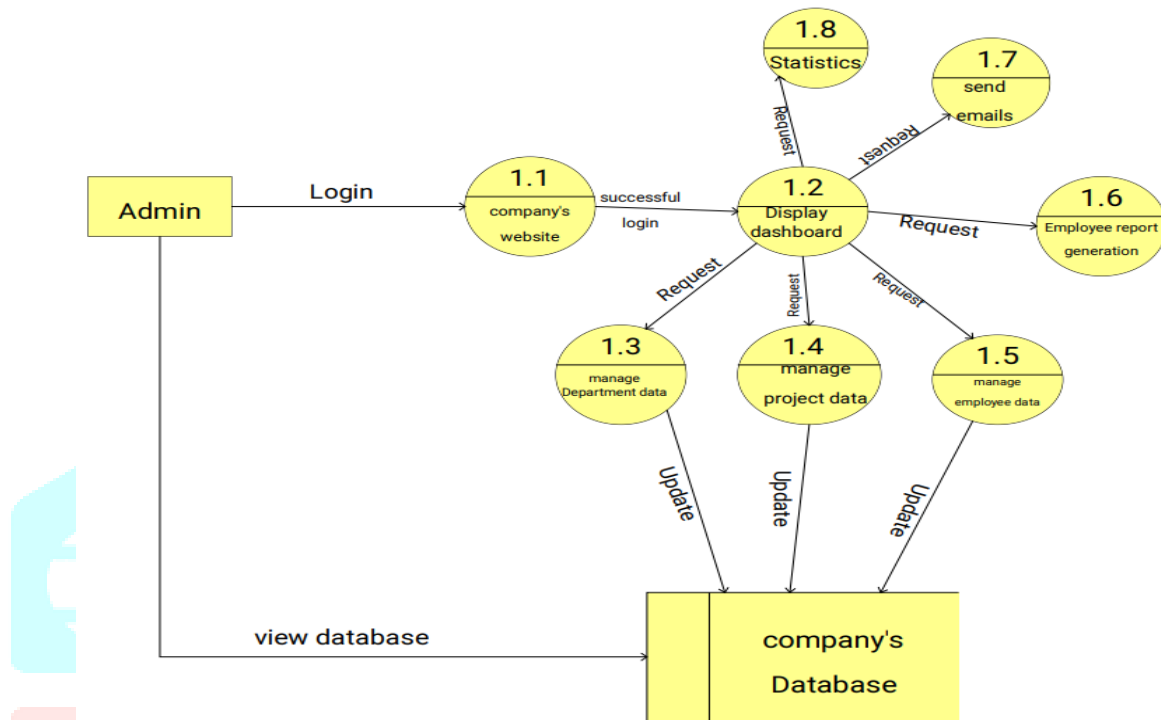 1.8
Statistics
1.7
send
emails
Request
Request
1.1
company's
website
Login
Admin
successful
login
1.2
Display
dashboard
Request
1.6
Employee report
generation
Request
Request
Request
1.3
manage
Department data
1.4
manage
project data
1.5
manage
employee data
Update
Update
Update
view database
company's
Database